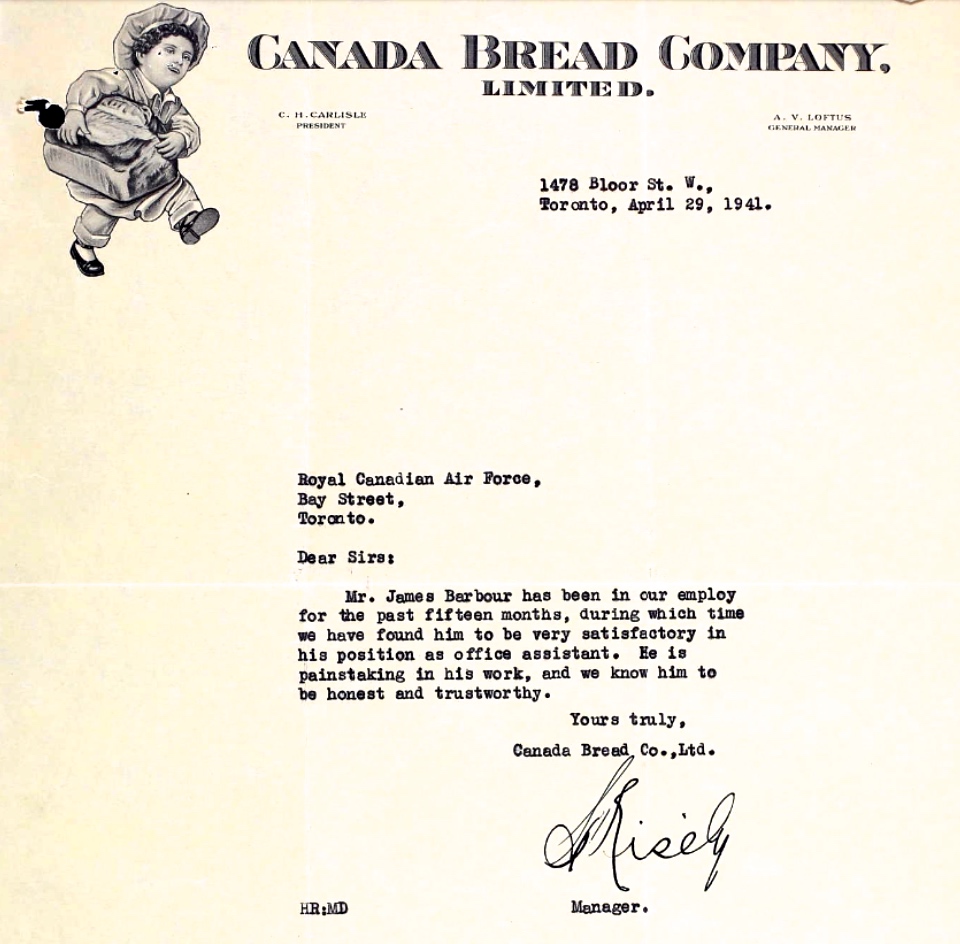 CANADA BREAD COMPANY,
LIMITED.
C. H. CARLISLE
PRESIDENT
A. V. LOFTUS
GENERAL MANAGER
1478 Bloor St. W.,
Toronto, April 29, 1941.
Royal Canadian Air Force,
Bay Street,
Toronto.
Dear Sirs:
Mr. James Barbour has been in our employ
for the past fifteen months, during which time
we have found him to be very satisfactory in
his position as office assistant. He is
painstaking in his work, and we know him to
be honest and trustworthy.
Yours truly,
Canada Bread Co.,Ltd.
Risely
HR:MD
Manager.